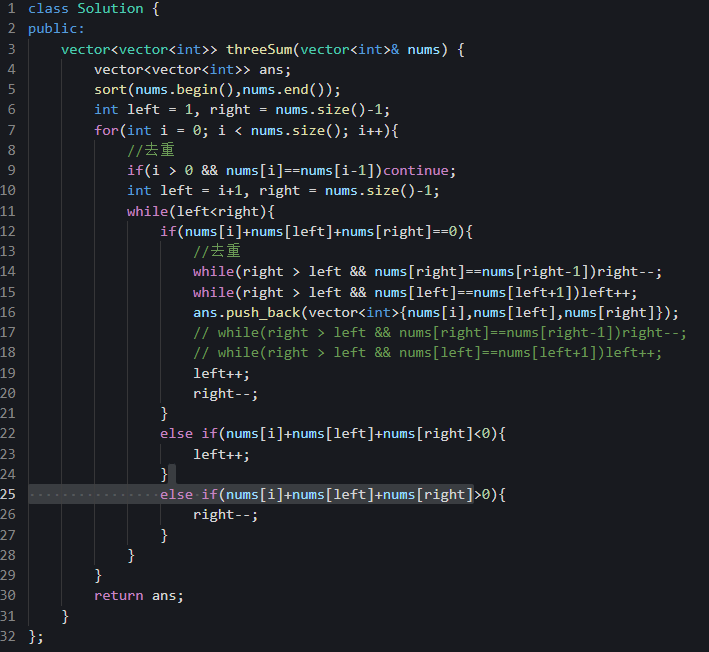 1 class Solution {
2 public:
3     vector<vector<int>> threeSum(vector<int>& nums) {
4         vector<vector<int>> ans;
5         sort(nums.begin(),nums.end());
6         int left = 1, right = nums.size()-1;
7         for(int i = 0; i < nums.size(); i++){
8             //去重
9             if(i > 0 && nums[i]==nums[i-1])continue;
10             int left = i+1, right = nums.size()-1;
11             while(left<right){
12                 if(nums[i]+nums[left]+nums[right]==0){
13                     //去重
14                     while(right > left && nums[right]==nums[right-1])right--;
15                     while(right > left && nums[left]==nums[left+1])left++;
16                     ans.push_back(vector<int>{nums[i],nums[left],nums[right]});
17                     // while(right > left && nums[right]==nums[right-1])right--;
18                     // while(right > left && nums[left]==nums[left+1])left++;
19                     left++;
20                     right--;
21                 }
22                 else if(nums[i]+nums[left]+nums[right]<0){
23                     left++;
24                 }
25                 else if(nums[i]+nums[left]+nums[right]>0){
26                     right--;
27                 }
28             }
29         }
30         return ans;
31     }
32 };